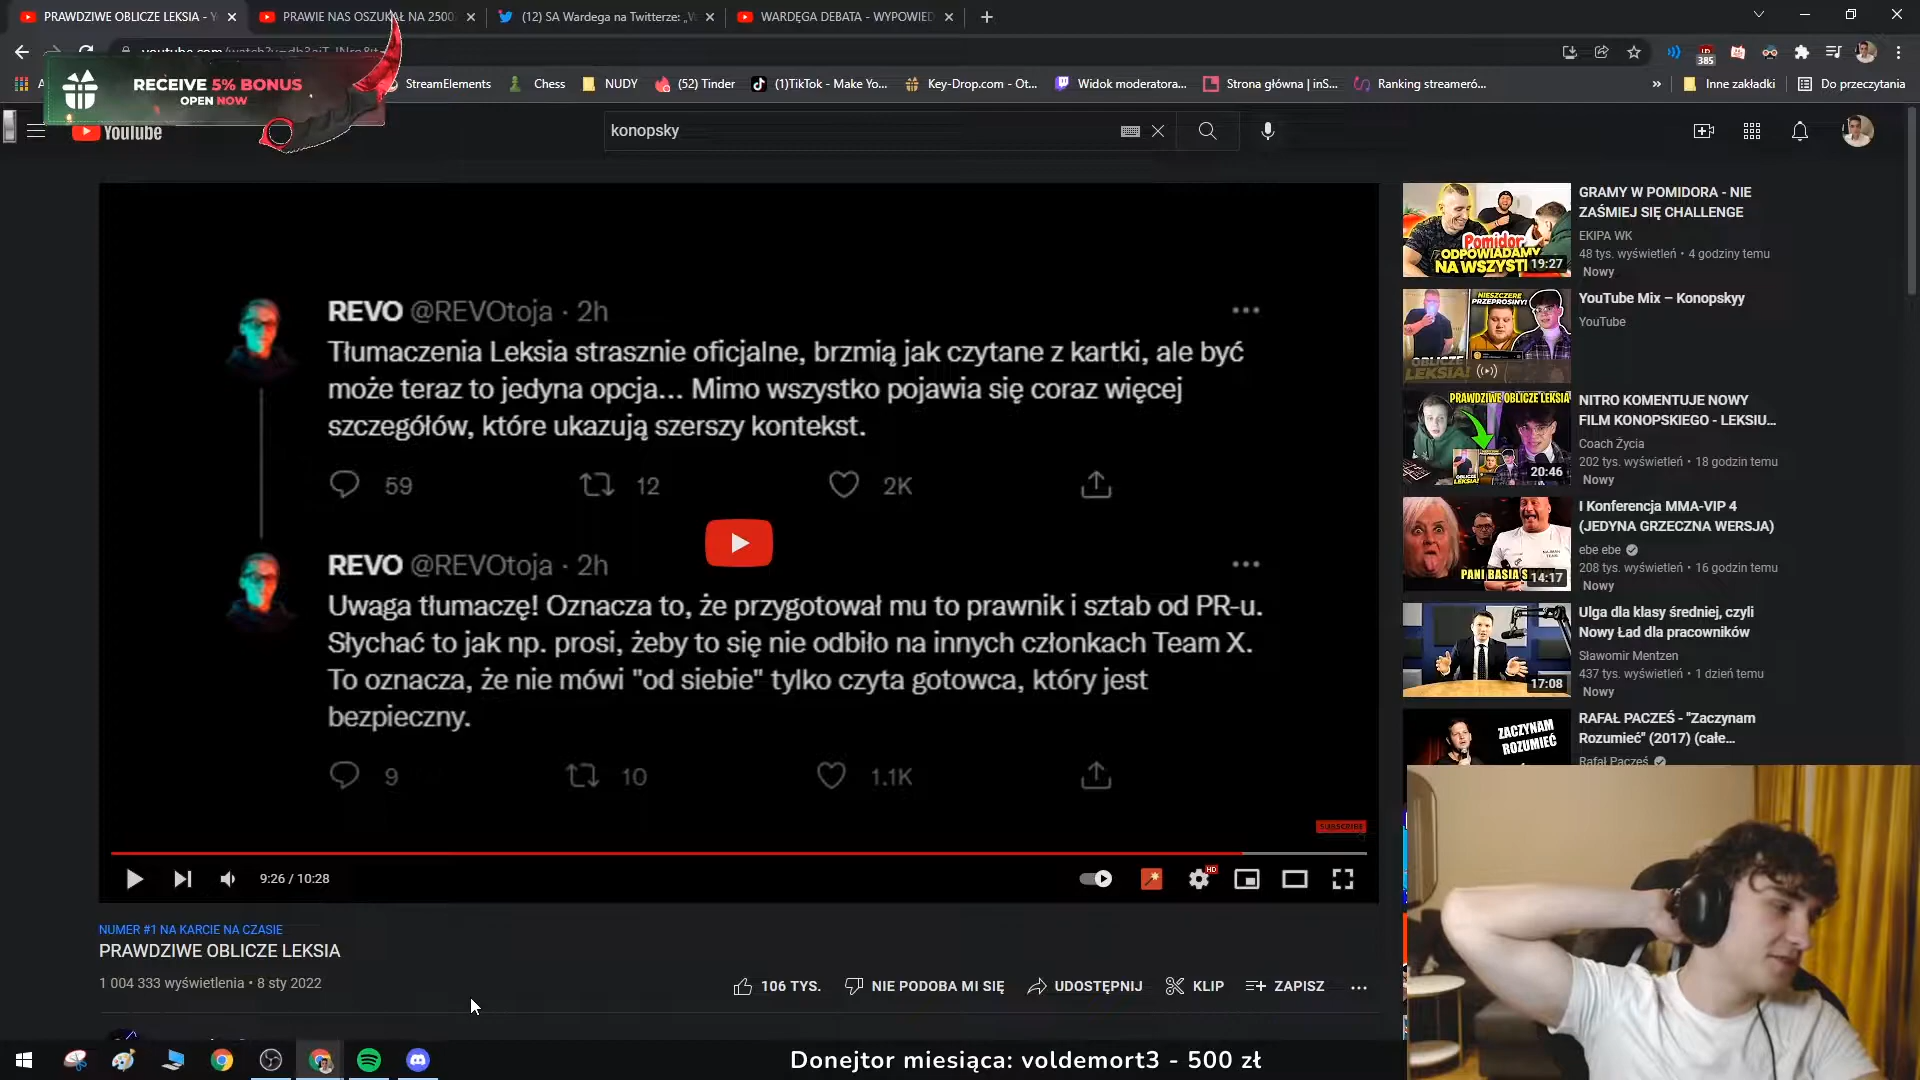 PRAWDZIWE OBLICZE LEKSIA - Y
PRAWIE NAS OSZUKAŁ NA 2500
(12) SA Wardega na Twitterze: „W
WARDĘGA DEBATA - WYPOWIED
385
RECEIVE 5% BONUS
OPEN NOW
StreamElements
Chess
NUDY
(52) Tinder
(1)TikTok - Make Yo...
Key-Drop.com - Ot...
Widok moderatora...
Strona główna | inS...
Ranking streameró...
»
Inne zakładki
Do przeczytania
YouTube
konopsky
REVO @REVOtoja · 2h
Tłumaczenia Leksia strasznie oficjalne, brzmią jak czytane z kartki, ale być
może teraz to jedyna opcja... Mimo wszystko pojawia się coraz więcej
szczegółów, które ukazują szerszy kontekst.
59
12
2K
REVO @REVOtoja · 2h
Uwaga tłumaczę! Oznacza to, że przygotował mu to prawnik i sztab od PR-u.
Słychać to jak np. prosi, żeby to się nie odbiło na innych członkach Team X.
To oznacza, że nie mówi "od siebie" tylko czyta gotowca, który jest
bezpieczny.
9
10
1.1K
SUBSCRIBE
9:26 / 10:28
HD
NUMER #1 NA KARCIE NA CZASIE
PRAWDZIWE OBLICZE LEKSIA
1 004 333 wyświetlenia • 8 sty 2022
106 TYS.
NIE PODOBA MI SIĘ
UDOSTĘPNIJ
KLIP
ZAPISZ
Pomidor
ODPOWIADAMY
NA WSZYST
19:27
GRAMY W POMIDORA - NIE
ZAŚMIEJ SIĘ CHALLENGE
EKIPA WK
48 tys. wyświetleń • 4 godziny temu
Nowy
NIESZCZERE
PRZEPROSINY!
OBLICZE
LEKSIA!
YouTube Mix – Konopskyy
YouTube
PRAWDZIWE OBLICZE LEKSIA
20:46
NITRO KOMENTUJE NOWY
FILM KONOPSKIEGO - LEKSIU...
Coach Życia
202 tys. wyświetleń • 18 godzin temu
Nowy
PANI BASIA S
14:17
I Konferencja MMA-VIP 4
(JEDYNA GRZECZNA WERSJA)
ebe ebe
208 tys. wyświetleń • 16 godzin temu
Nowy
17:08
Ulga dla klasy średniej, czyli
Nowy Ład dla pracowników
Sławomir Mentzen
437 tys. wyświetleń • 1 dzień temu
Nowy
ZACZYNAM
ROZUMIEĆ
RAFAŁ PACZEŚ - "Zaczynam
Rozumieć" (2017) (całe...
Rafał Pacześ
Donejtor miesiąca: voldemort3 - 500 zł